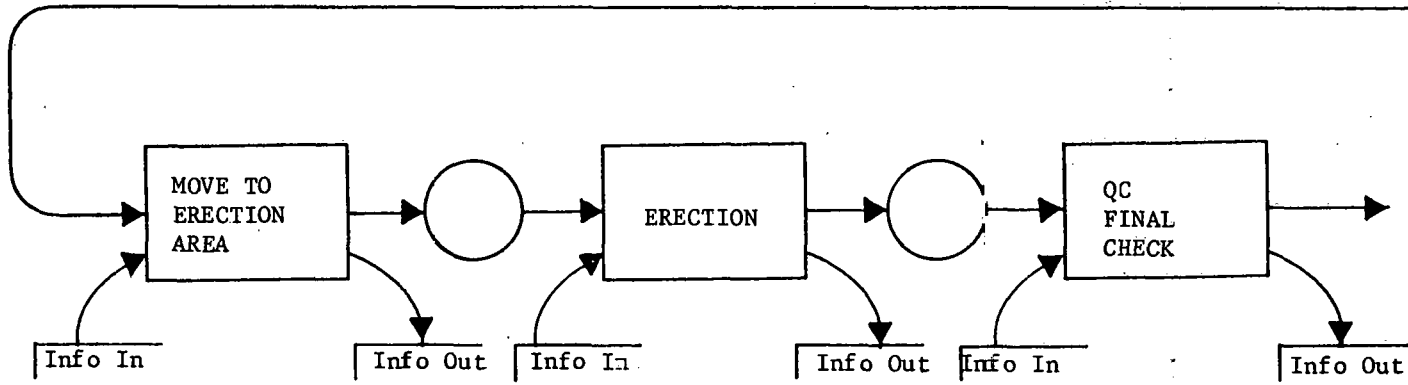 MOVE TO
ERECTION
AREA
ERECTION
QC
FINAL
CHECK
Info In
Info Out
Info In
Info Out
Info In
Info Out